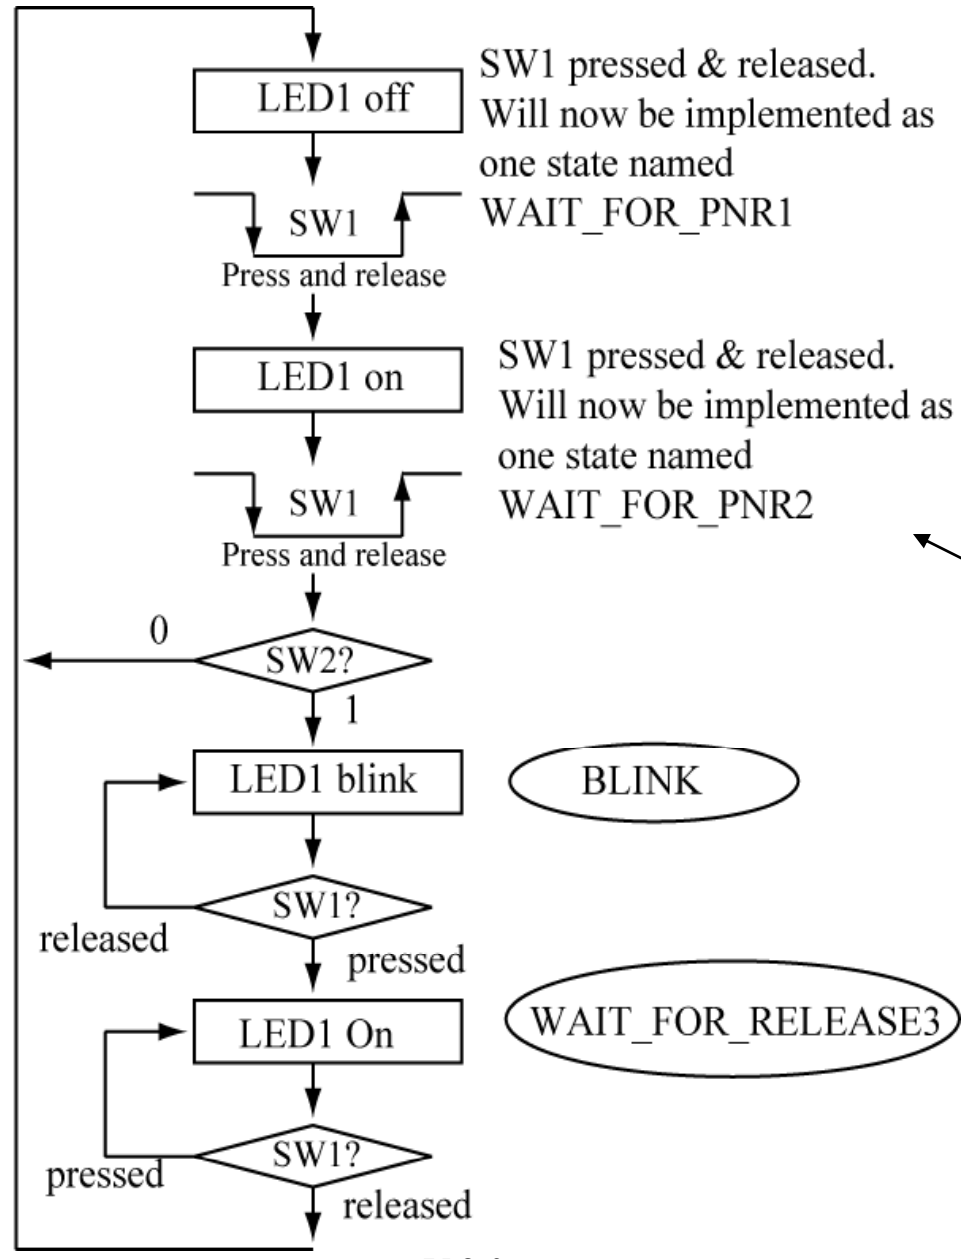 LED1 off
SW1 pressed & released.
Will now be implemented as
one state named
WAIT_FOR_PNR1
SW1
Press and release
LED1 on
SW1 pressed & released.
Will now be implemented as
one state named
WAIT_FOR_PNR2
SW1
Press and release
0
SW2?
1
LED1 blink
BLINK
SW1?
released
pressed
LED1 On
WAIT_FOR_RELEASE3
SW1?
pressed
released